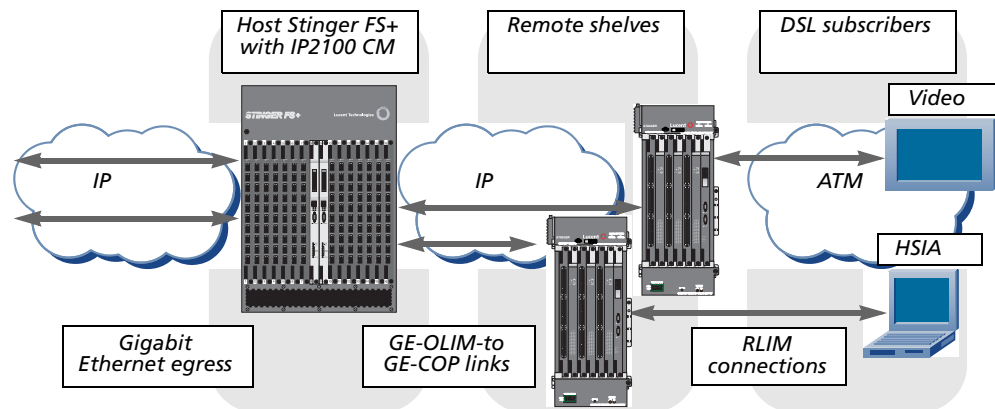 Host Stinger FS+
with IP2100 CM
Remote shelves
DSL subscribers
Video
STINGER FS+
Lucent Technologies
Lucent
IP
IP
ATM
HSIA
Lucent
Gigabit
Ethernet egress
GE-OLIM-to
GE-COP links
RLIM
connections